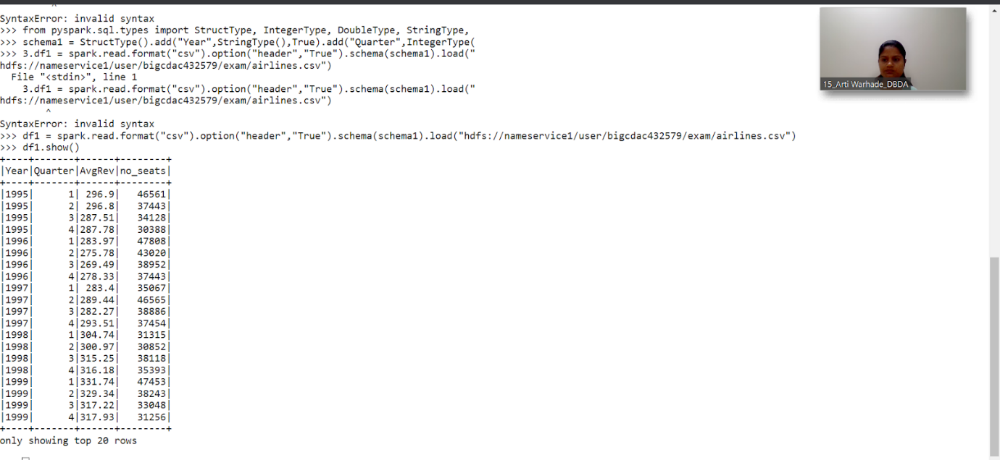 SyntaxError: invalid syntax
>>> from pyspark.sql.types import StructType, IntegerType, DoubleType, StringType,
>>> schema1 = StructType().add("Year",StringType(),True).add("Quarter",IntegerType(
>>> 3.df1 = spark.read.format("csv").option("header","True").schema(schema1).load("
hdfs://nameservice1/user/bigcdac432579/exam/airlines.csv")
  File "<stdin>", line 1
    3.df1 = spark.read.format("csv").option("header","True").schema(schema1).load("
hdfs://nameservice1/user/bigcdac432579/exam/airlines.csv")
        ^
SyntaxError: invalid syntax
>>> df1 = spark.read.format("csv").option("header","True").schema(schema1).load("hdfs://nameservice1/user/bigcdac432579/exam/airlines.csv")
>>> df1.show()
+----+-------+------+--------+
|Year|Quarter|AvgRev|no_seats|
+----+-------+------+--------+
|1995|      1| 296.9|   46561|
|1995|      2| 296.8|   37443|
|1995|      3|287.51|   34128|
|1995|      4|287.78|   30388|
|1996|      1|283.97|   47808|
|1996|      2|275.78|   43020|
|1996|      3|269.49|   38952|
|1996|      4|278.33|   37443|
|1997|      1| 283.4|   35067|
|1997|      2|289.44|   46565|
|1997|      3|282.27|   38886|
|1997|      4|293.51|   37454|
|1998|      1|304.74|   31315|
|1998|      2|300.97|   30852|
|1998|      3|315.25|   38118|
|1998|      4|316.18|   35393|
|1999|      1|331.74|   47453|
|1999|      2|329.34|   38243|
|1999|      3|317.22|   33048|
|1999|      4|317.93|   31256|
+----+-------+------+--------+
only showing top 20 rows
15_Arti Warhade_DBDA